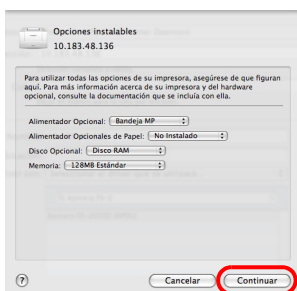 Opciones instalables
10.183.48.136
Para utilizar todas las opciones de su impresora, asegúrese de que figuran
aquí. Para más información acerca de su impresora y del hardware
opcional, consulte la documentación que se incluía con ella.
Alimentador Opcional: Bandeja MP
Alimentador Opcionales de Papel: No Instalado
Disco Opcional: Disco RAM
Memoria: 128MB Estándar
? Cancelar Continuar